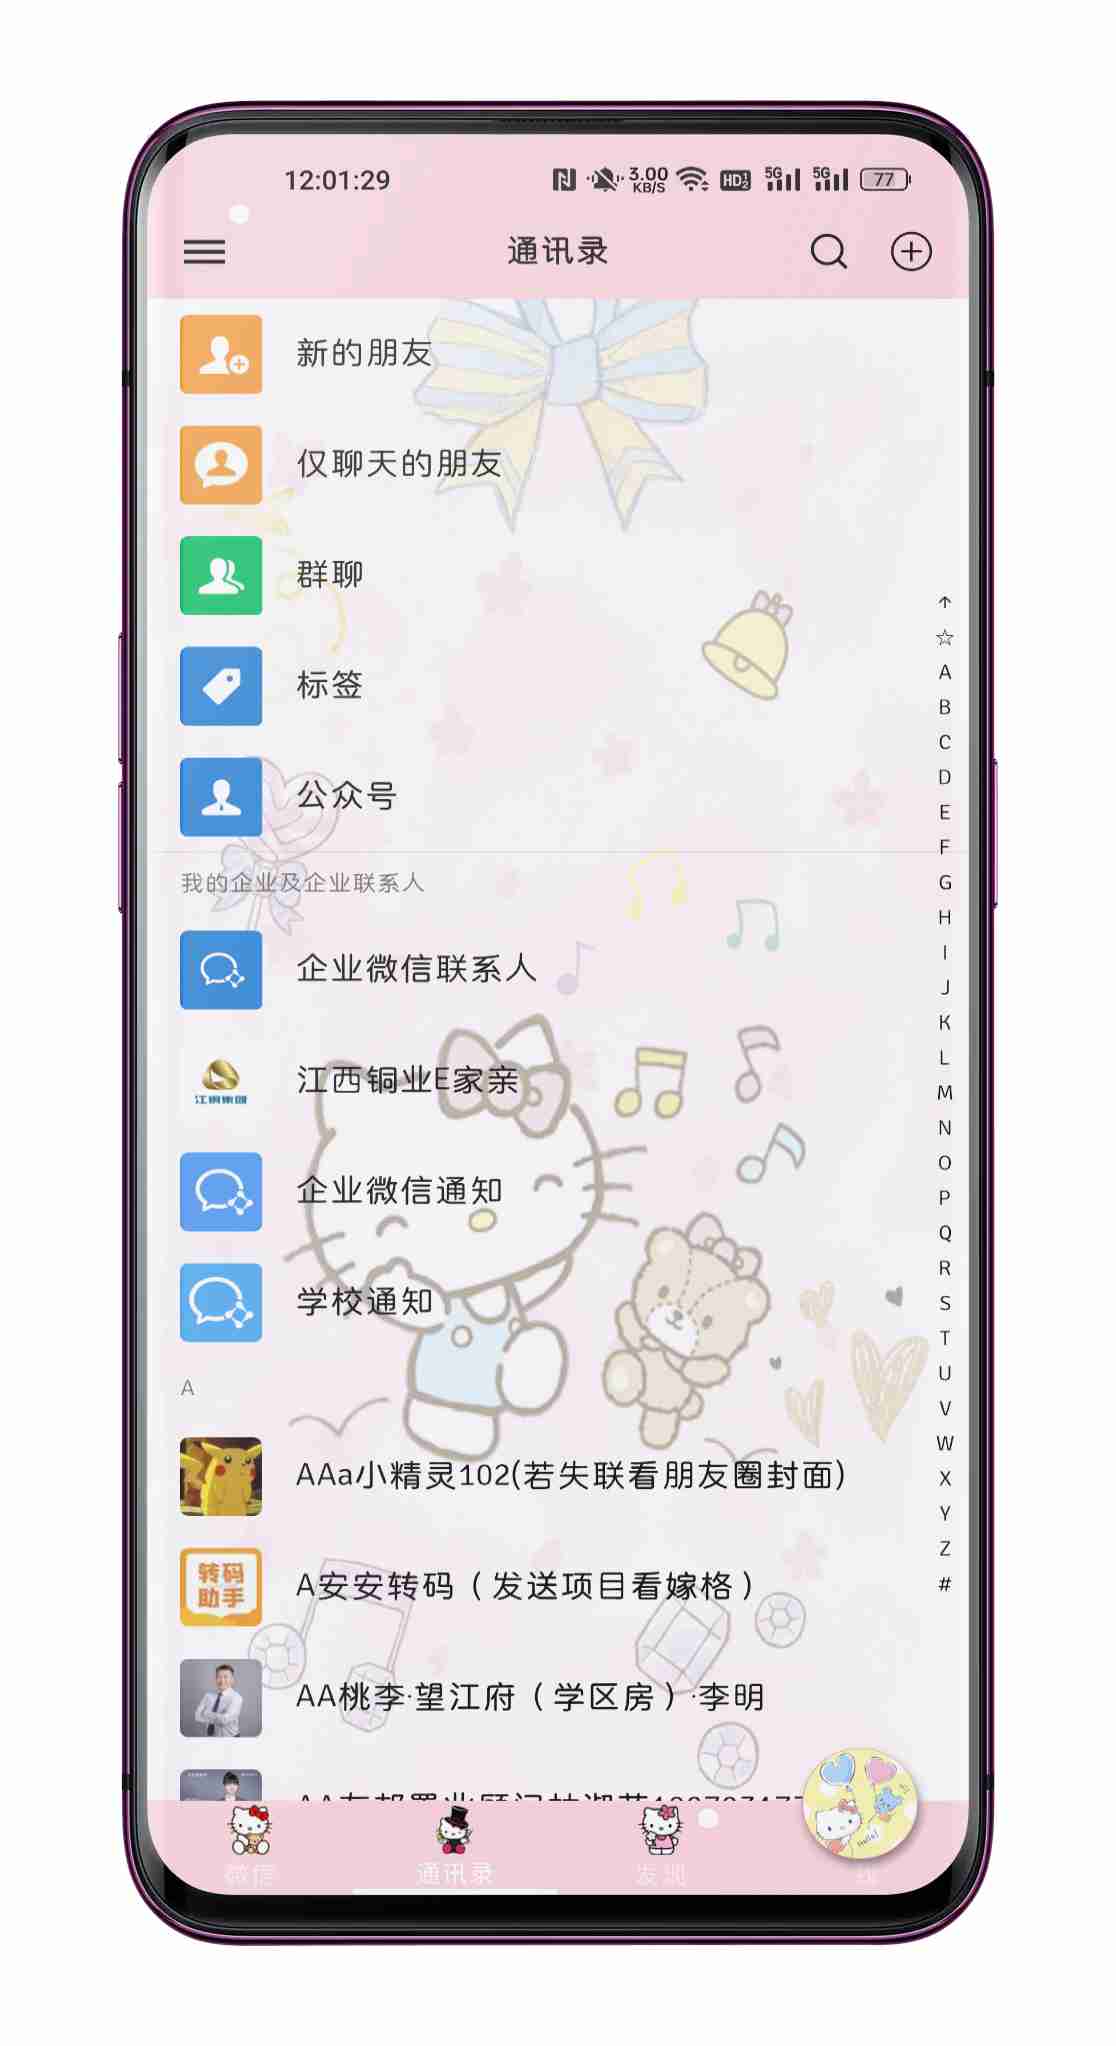 12:01:29 3.00 KB/S HD 1 2 5G 5G 77
通讯录
新的朋友
仅聊天的朋友
群聊
标签
公众号
我的企业及企业联系人
企业微信联系人
江铜集团
江西铜业E家亲
企业微信通知
学校通知
A
AAa小精灵102(若失联看朋友圈封面)
转码
助手
A安安转码（发送项目看嫁格）
AA桃李·望江府（学区房）·李明
↑
☆
A
B
C
D
E
F
G
H
I
J
K
L
M
N
O
P
Q
R
S
T
U
V
W
X
Y
Z
#
Hello!
微信 通讯录 发现